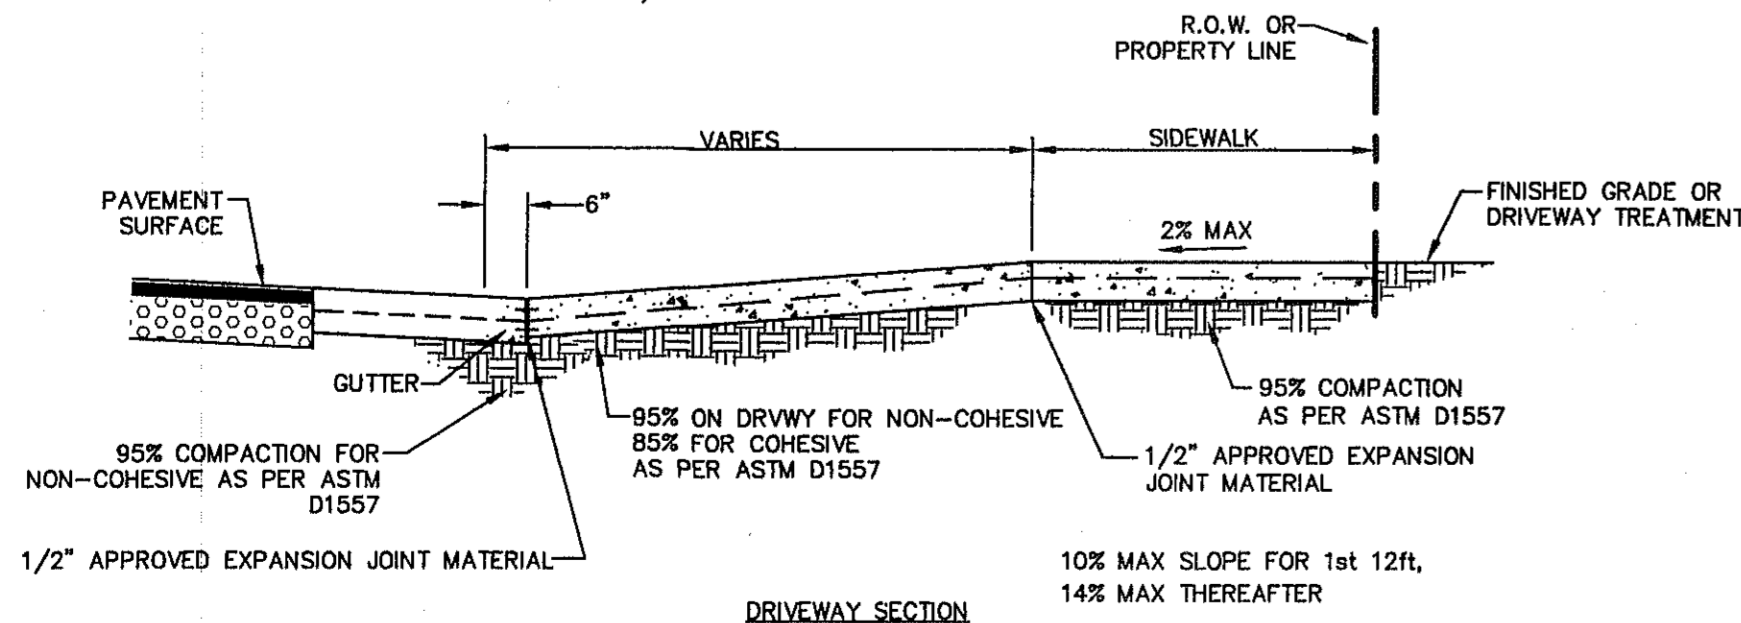 R.O.W. OR
PROPERTY LINE
VARIES
SIDEWALK
PAVEMENT
SURFACE
6"
FINISHED GRADE OR
DRIVEWAY TREATMENT
2% MAX
GUTTER
95% COMPACTION FOR
NON-COHESIVE AS PER ASTM
D1557
95% ON DRVWY FOR NON-COHESIVE
85% FOR COHESIVE
AS PER ASTM D1557
95% COMPACTION
AS PER ASTM D1557
1/2" APPROVED EXPANSION
JOINT MATERIAL
1/2" APPROVED EXPANSION JOINT MATERIAL
10% MAX SLOPE FOR 1st 12ft,
14% MAX THEREAFTER
DRIVEWAY SECTION